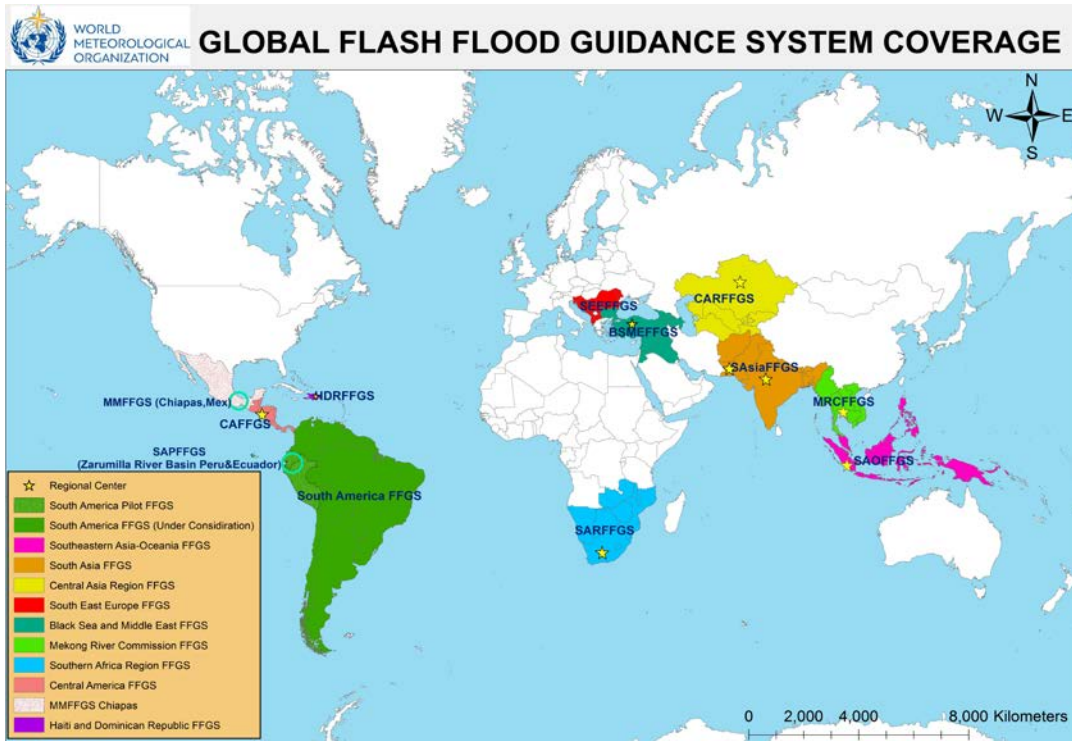 WORLD
METEOROLOGICAL
ORGANIZATION
GLOBAL FLASH FLOOD GUIDANCE SYSTEM COVERAGE
N
W E
S
CARFFGS
SEEFFGS
BSMEFFGS
SAsiaFFGS
MMFFGS (Chiapas,Mex)
HDRFFGS
CAFFGS
MRCFFGS
SAPFFGS
(Zarumilla River Basin Peru&Ecuador)
SAOFFGS
South America FFGS
SARFFGS
Regional Center
South America Pilot FFGS
South America FFGS (Under Considiration)
Southeastern Asia-Oceania FFGS
South Asia FFGS
Central Asia Region FFGS
South East Europe FFGS
Black Sea and Middle East FFGS
Mekong River Commission FFGS
Southern Africa Region FFGS
Central America FFGS
MMFFGS Chiapas
Haiti and Dominican Republic FFGS
0 2,000 4,000 8,000 Kilometers